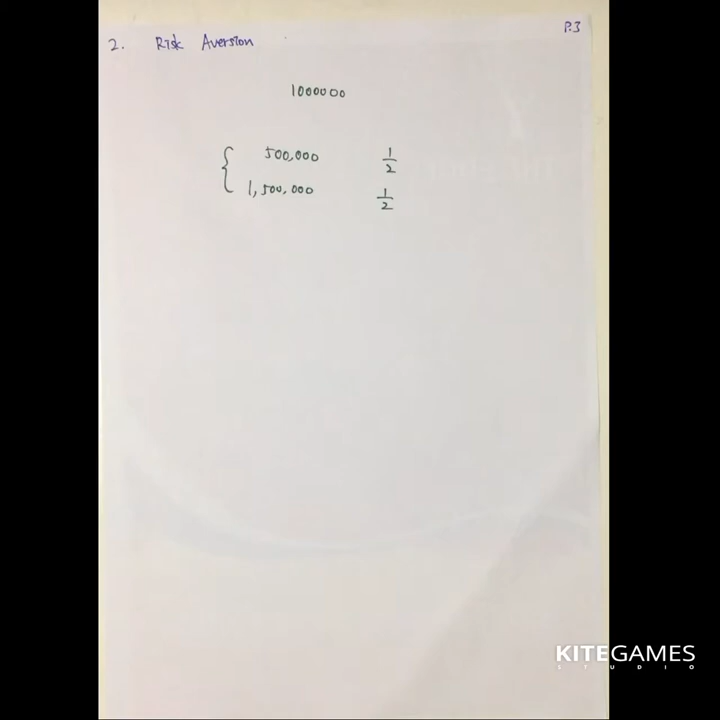 P.3
2. Risk Aversion
1000000
{ 500,000 1/2
1,500,000 1/2
KITEGAMES
STUDIO